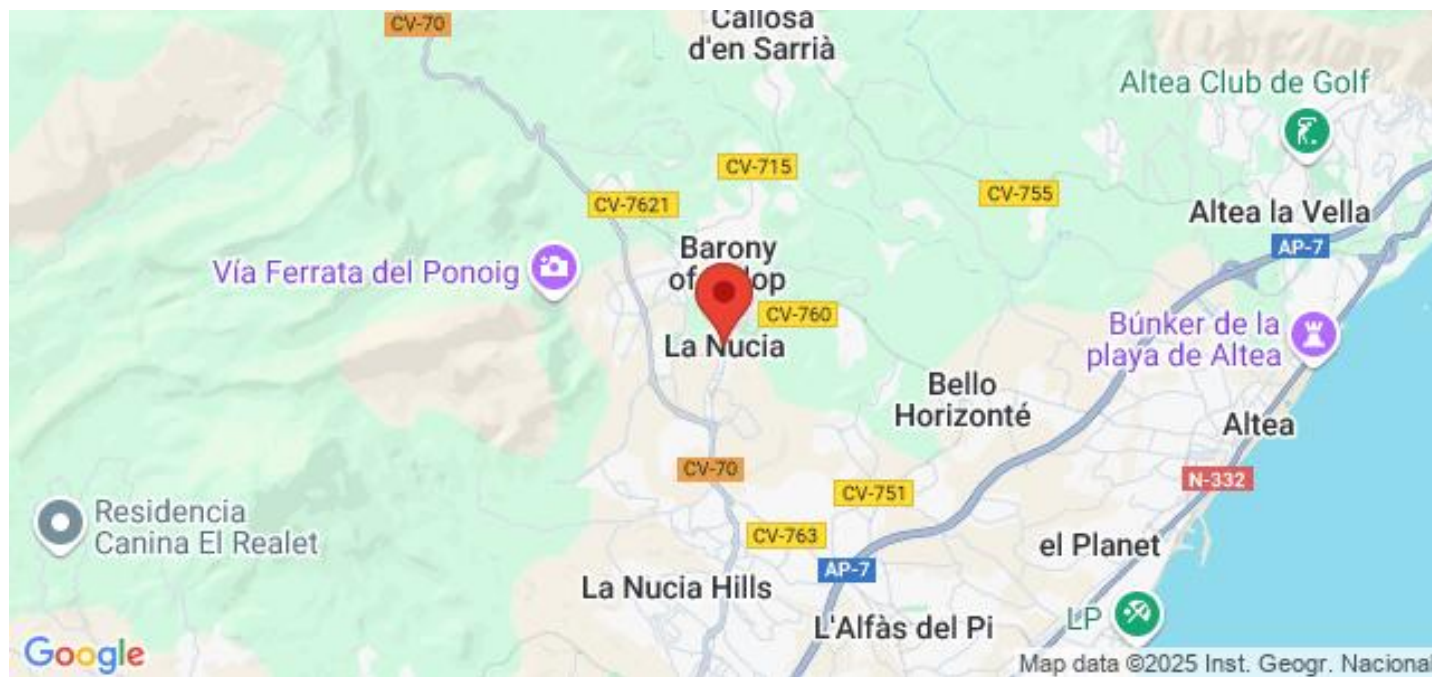 CV-70
Callosa
d'en Sarrià
Altea Club de Golf
CV-715
CV-755
CV-7621
Altea la Vella
AP-7
Barony
Vía Ferrata del Ponoig
CV-760
La Nucia
Búnker de la
playa de Altea
Bello
Horizonté
Altea
CV-70
N-332
CV-751
Residencia
Canina El Realet
CV-763
el Planet
AP-7
La Nucia Hills
L'Alfàs del Pi
LP
Google
Map data ©2025 Inst. Geogr. Nacional